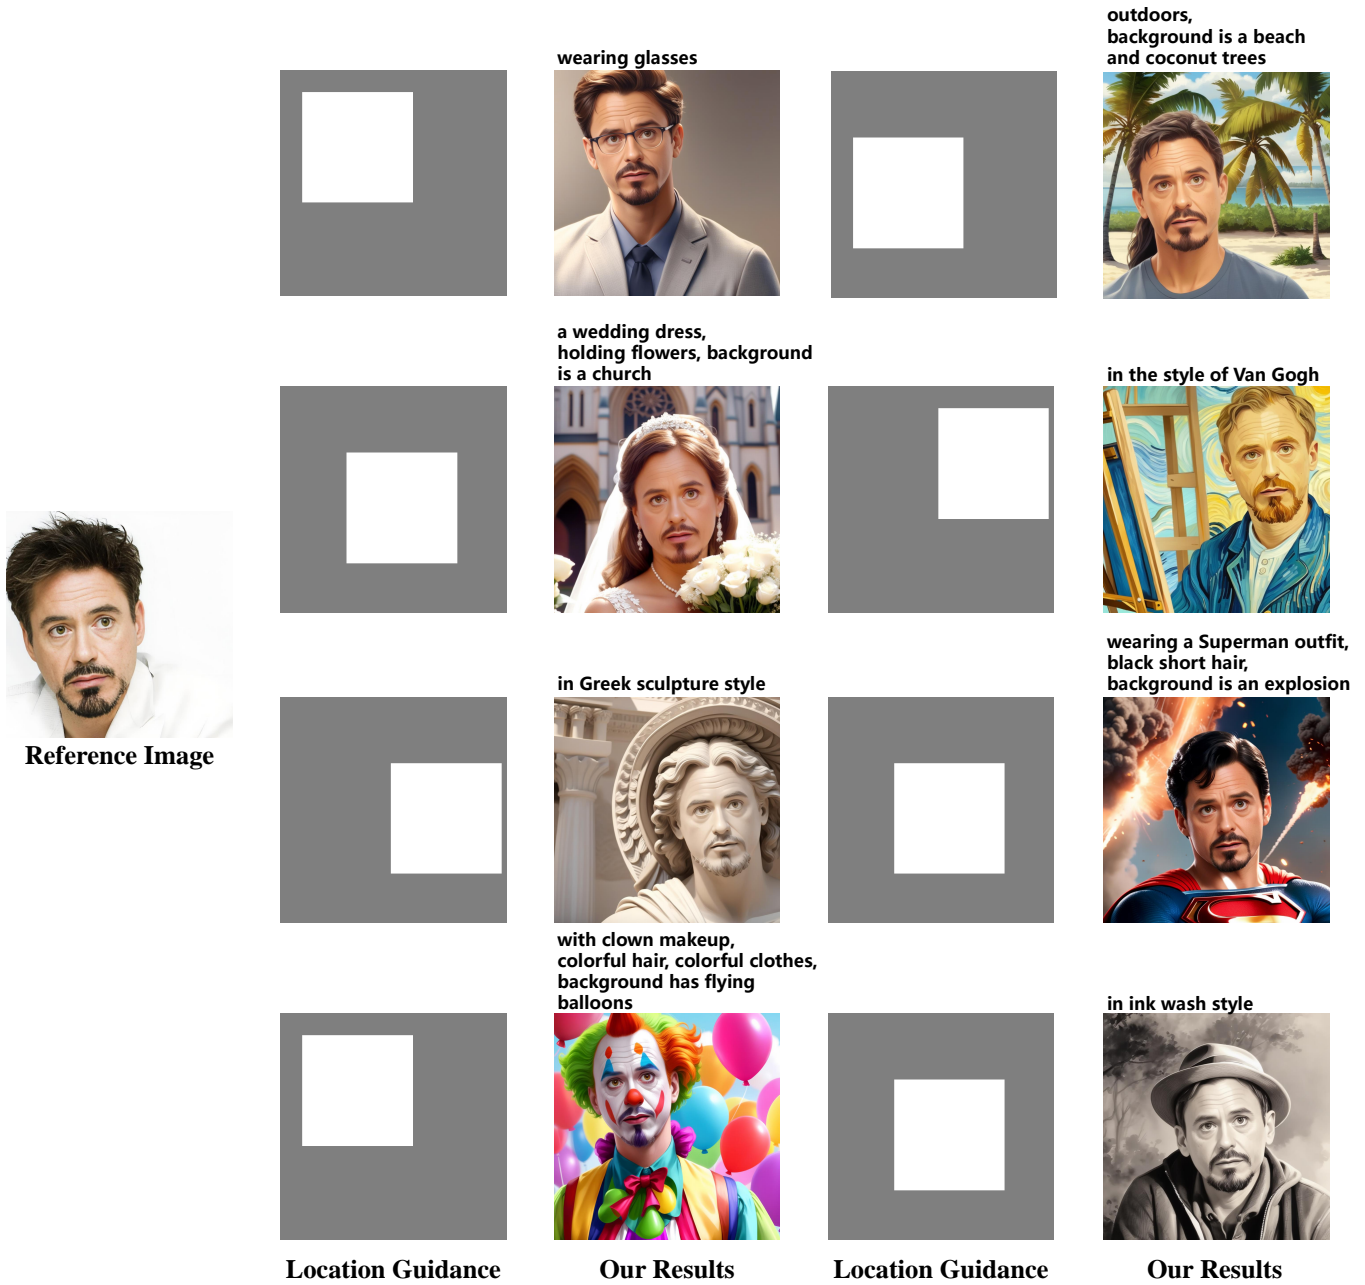 outdoors,
background is a beach
and coconut trees
wearing glasses
a wedding dress,
holding flowers, background
is a church
in the style of Van Gogh
wearing a Superman outfit,
black short hair,
background is an explosion
in Greek sculpture style
Reference Image
with clown makeup,
colorful hair, colorful clothes,
background has flying
balloons
in ink wash style
Location Guidance
Our Results
Location Guidance
Our Results